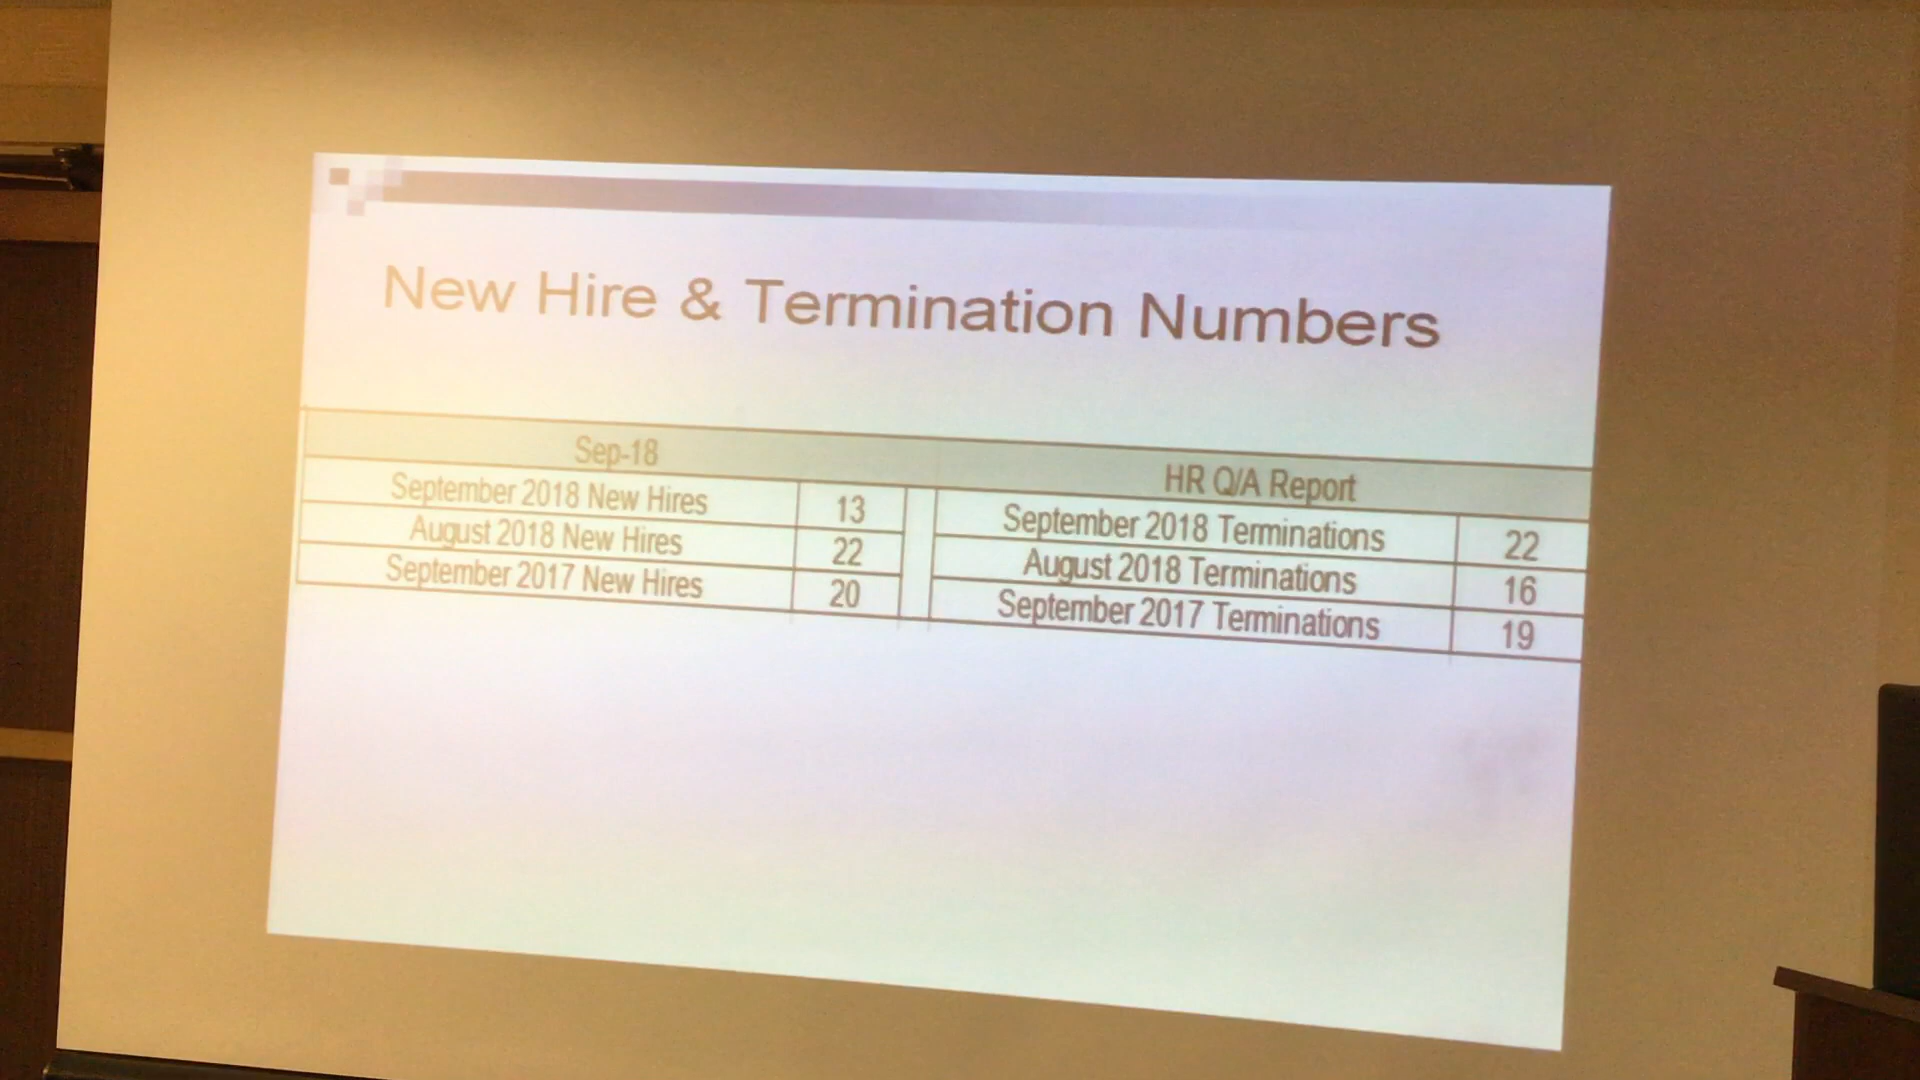 New Hire & Termination Numbers
Sep-18 HR Q/A Report
September 2018 New Hires 13 September 2018 Terminations 22
August 2018 New Hires 22 August 2018 Terminations 16
September 2017 New Hires 20 September 2017 Terminations 19